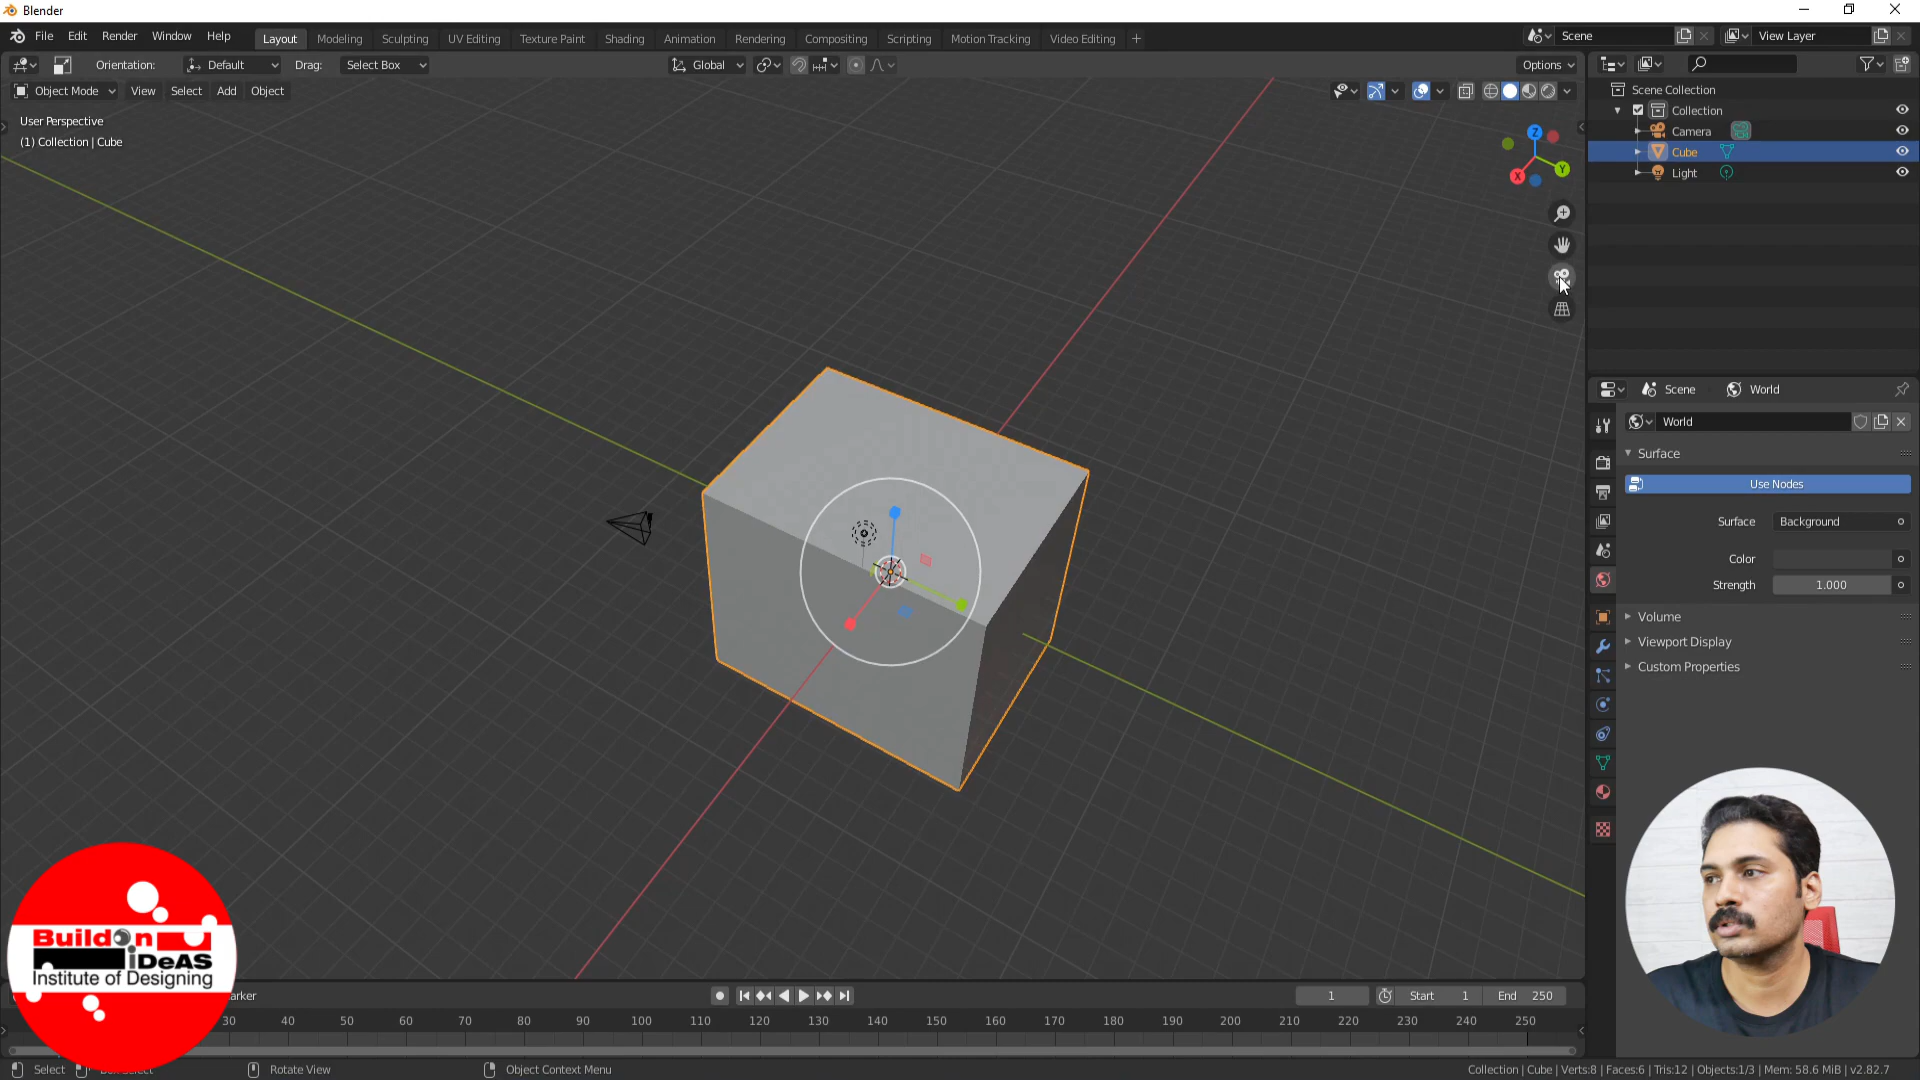 Blender
File Edit Render Window Help Layout Modeling Sculpting UV Editing Texture Paint Shading Animation Rendering Compositing Scripting Motion Tracking Video Editing + Scene View Layer
Orientation: Default Drag: Select Box Global Options
Object Mode View Select Add Object
User Perspective
(1) Collection | Cube
Z
Y
X
Scene Collection
Collection
Camera
Cube
Light
Scene World
World
Surface
Use Nodes
Surface Background
Color
Strength 1.000
Volume
Viewport Display
Custom Properties
BuildOn
iDeAS
Institute of Designing
arker 1 Start 1 End 250
30 40 50 60 70 80 90 100 110 120 130 140 150 160 170 180 190 200 210 220 230 240 250
Select Rotate View Object Context Menu Collection | Cube | Verts:8 | Faces:6 | Tris:12 | Objects:1/3 | Mem: 58.6 MiB | v2.82.7